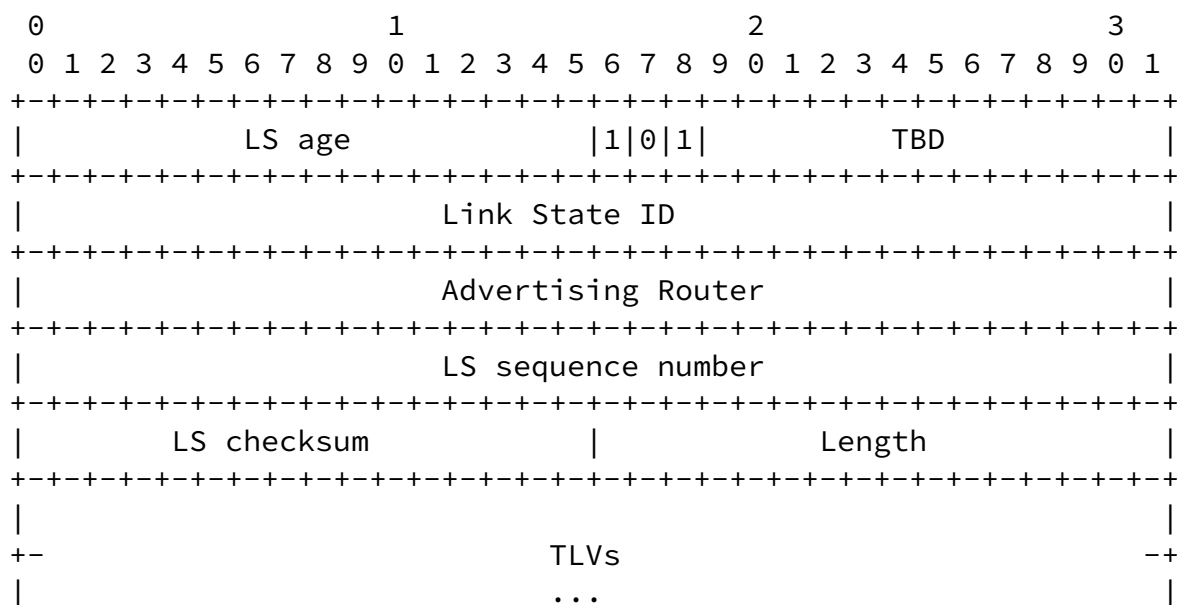 0                   1                   2                   3
 0 1 2 3 4 5 6 7 8 9 0 1 2 3 4 5 6 7 8 9 0 1 2 3 4 5 6 7 8 9 0 1
+-+-+-+-+-+-+-+-+-+-+-+-+-+-+-+-+-+-+-+-+-+-+-+-+-+-+-+-+-+-+-+-+
|            LS age             |1|0|1|          TBD            |
+-+-+-+-+-+-+-+-+-+-+-+-+-+-+-+-+-+-+-+-+-+-+-+-+-+-+-+-+-+-+-+-+
|                       Link State ID                           |
+-+-+-+-+-+-+-+-+-+-+-+-+-+-+-+-+-+-+-+-+-+-+-+-+-+-+-+-+-+-+-+-+
|                       Advertising Router                      |
+-+-+-+-+-+-+-+-+-+-+-+-+-+-+-+-+-+-+-+-+-+-+-+-+-+-+-+-+-+-+-+-+
|                       LS sequence number                      |
+-+-+-+-+-+-+-+-+-+-+-+-+-+-+-+-+-+-+-+-+-+-+-+-+-+-+-+-+-+-+-+-+
|        LS checksum            |            Length             |
+-+-+-+-+-+-+-+-+-+-+-+-+-+-+-+-+-+-+-+-+-+-+-+-+-+-+-+-+-+-+-+-+
|                                                               |
+-                            TLVs                             -+
|                             ...                               |